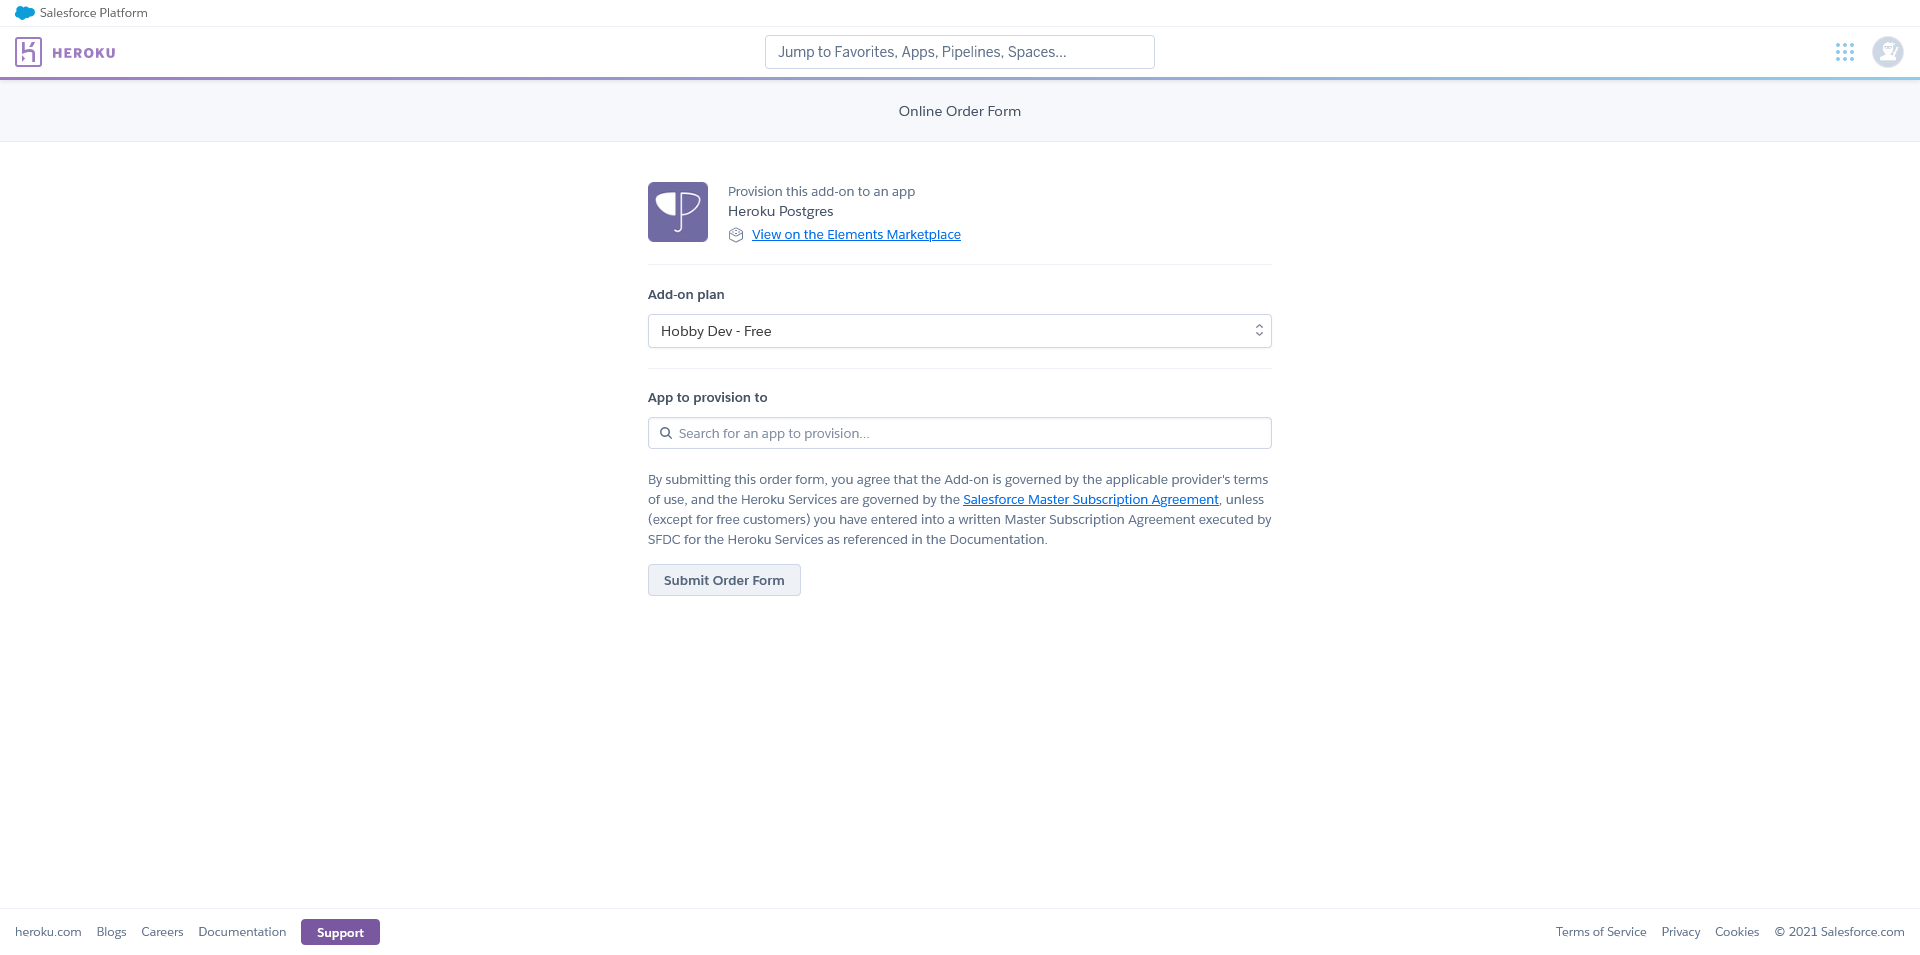 Salesforce Platform
HEROKU
Jump to Favorites, Apps, Pipelines, Spaces...
Online Order Form
Provision this add-on to an app
Heroku Postgres
View on the Elements Marketplace
Add-on plan
Hobby Dev - Free
App to provision to
Search for an app to provision...
By submitting this order form, you agree that the Add-on is governed by the applicable provider's terms
of use, and the Heroku Services are governed by the Salesforce Master Subscription Agreement, unless
(except for free customers) you have entered into a written Master Subscription Agreement executed by
SFDC for the Heroku Services as referenced in the Documentation.
Submit Order Form
heroku.com Blogs Careers Documentation Support Terms of Service Privacy Cookies © 2021 Salesforce.com